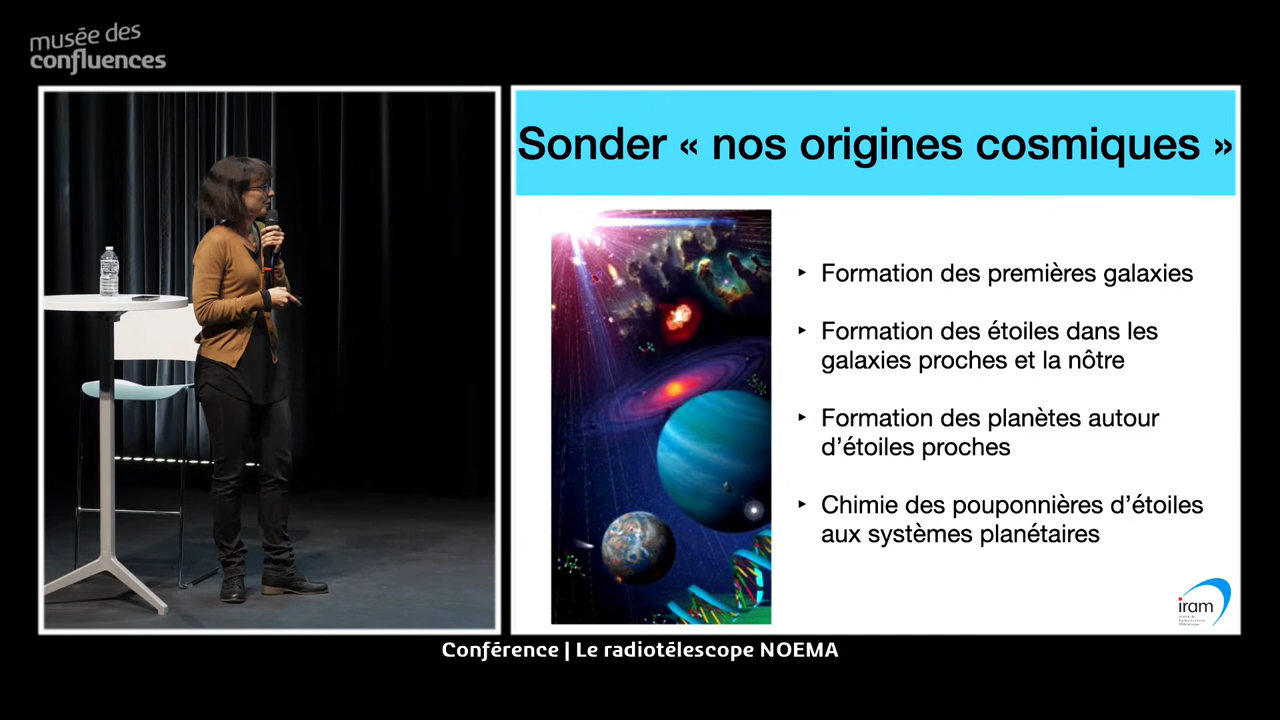 musée des
confluences
Sonder « nos origines cosmiques »
‣ Formation des premières galaxies
‣ Formation des étoiles dans les
galaxies proches et la nôtre
‣ Formation des planètes autour
d’étoiles proches
‣ Chimie des pouponnières d’étoiles
aux systèmes planétaires
iram
Conférence | Le radiotélescope NOEMA